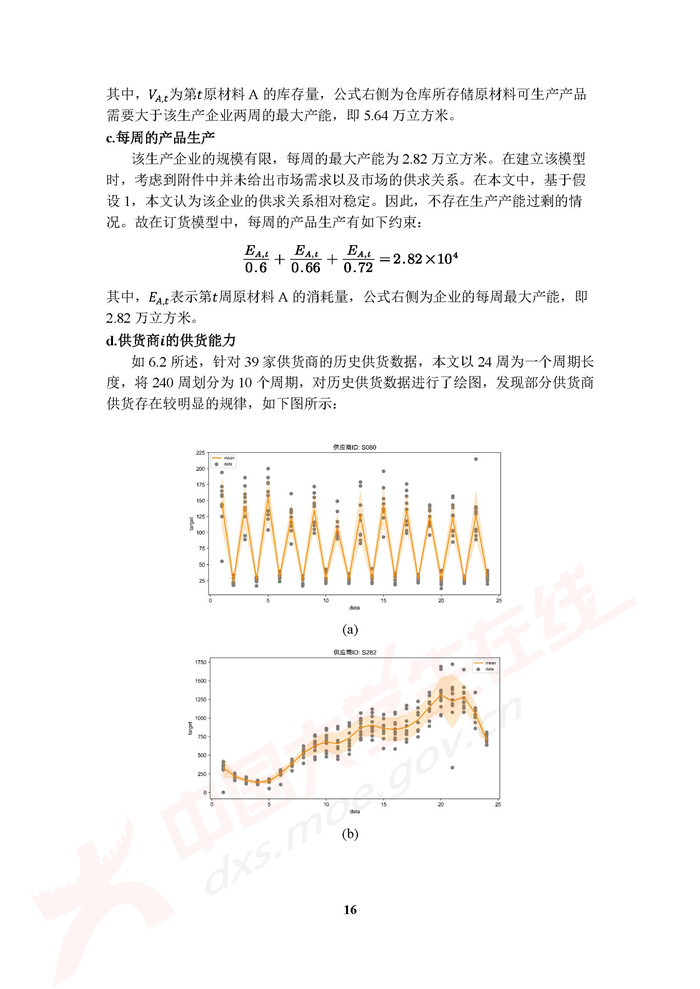 其中，V_{A,t}为第t原材料 A 的库存量，公式右侧为仓库所存储原材料可生产产品
需要大于该生产企业两周的最大产能，即 5.64 万立方米。
c.每周的产品生产
该生产企业的规模有限，每周的最大产能为 2.82 万立方米。在建立该模型
时，考虑到附件中并未给出市场需求以及市场的供求关系。在本文中，基于假
设 1，本文认为该企业的供求关系相对稳定。因此，不存在生产产能过剩的情
况。故在订货模型中，每周的产品生产有如下约束：
E_{A,t}/0.6 + E_{A,t}/0.66 + E_{A,t}/0.72 = 2.82×10⁴
其中，E_{A,t}表示第t周原材料 A 的消耗量，公式右侧为企业的每周最大产能，即
2.82 万立方米。
d.供货商i的供货能力
如 6.2 所述，针对 39 家供货商的历史供货数据，本文以 24 周为一个周期长
度，将 240 周划分为 10 个周期，对历史供货数据进行了绘图，发现部分供货商
供货存在较明显的规律，如下图所示：
供应商ID: S080
225
200
175
150
125
100
75
50
25
target
mean
data
0 5 10 15 20 25
data
(a)
供应商ID: S282
1750
1500
1250
1000
750
500
250
0
target
mean
data
0 5 10 15 20 25
data
(b)
中国大学生在线
dxs.moe.gov.cn
16